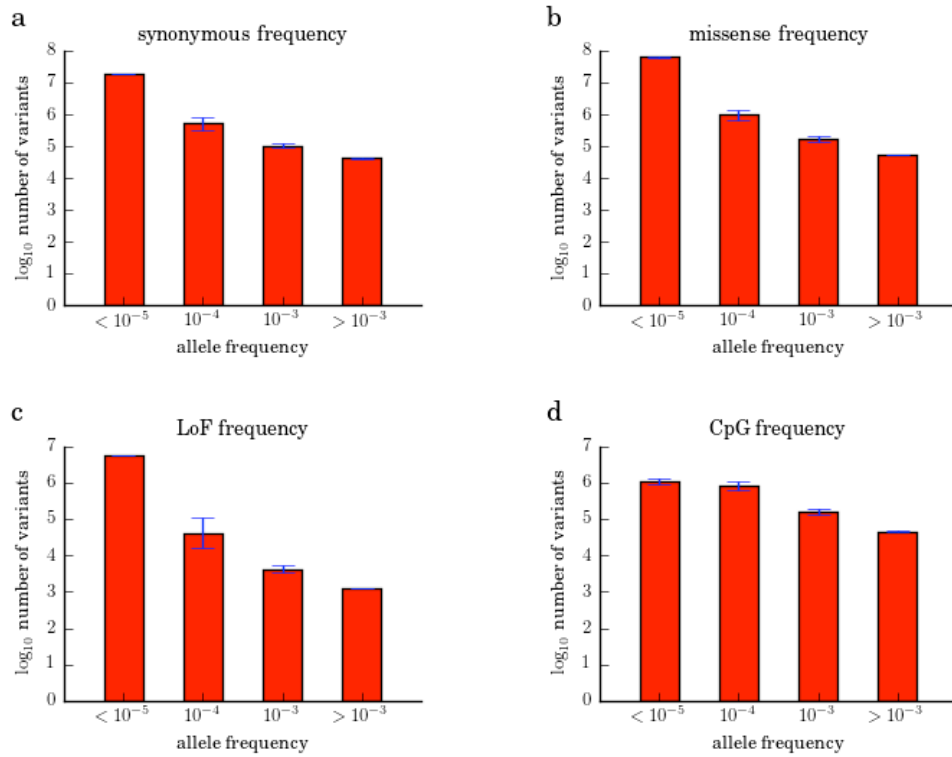 a
synonymous frequency
log₁₀ number of variants
8
7
6
5
4
3
2
1
0
< 10⁻⁵ 10⁻⁴ 10⁻³ > 10⁻³
allele frequency
b
missense frequency
log₁₀ number of variants
8
7
6
5
4
3
2
1
0
< 10⁻⁵ 10⁻⁴ 10⁻³ > 10⁻³
allele frequency
c
LoF frequency
log₁₀ number of variants
7
6
5
4
3
2
1
0
< 10⁻⁵ 10⁻⁴ 10⁻³ > 10⁻³
allele frequency
d
CpG frequency
log₁₀ number of variants
7
6
5
4
3
2
1
0
< 10⁻⁵ 10⁻⁴ 10⁻³ > 10⁻³
allele frequency